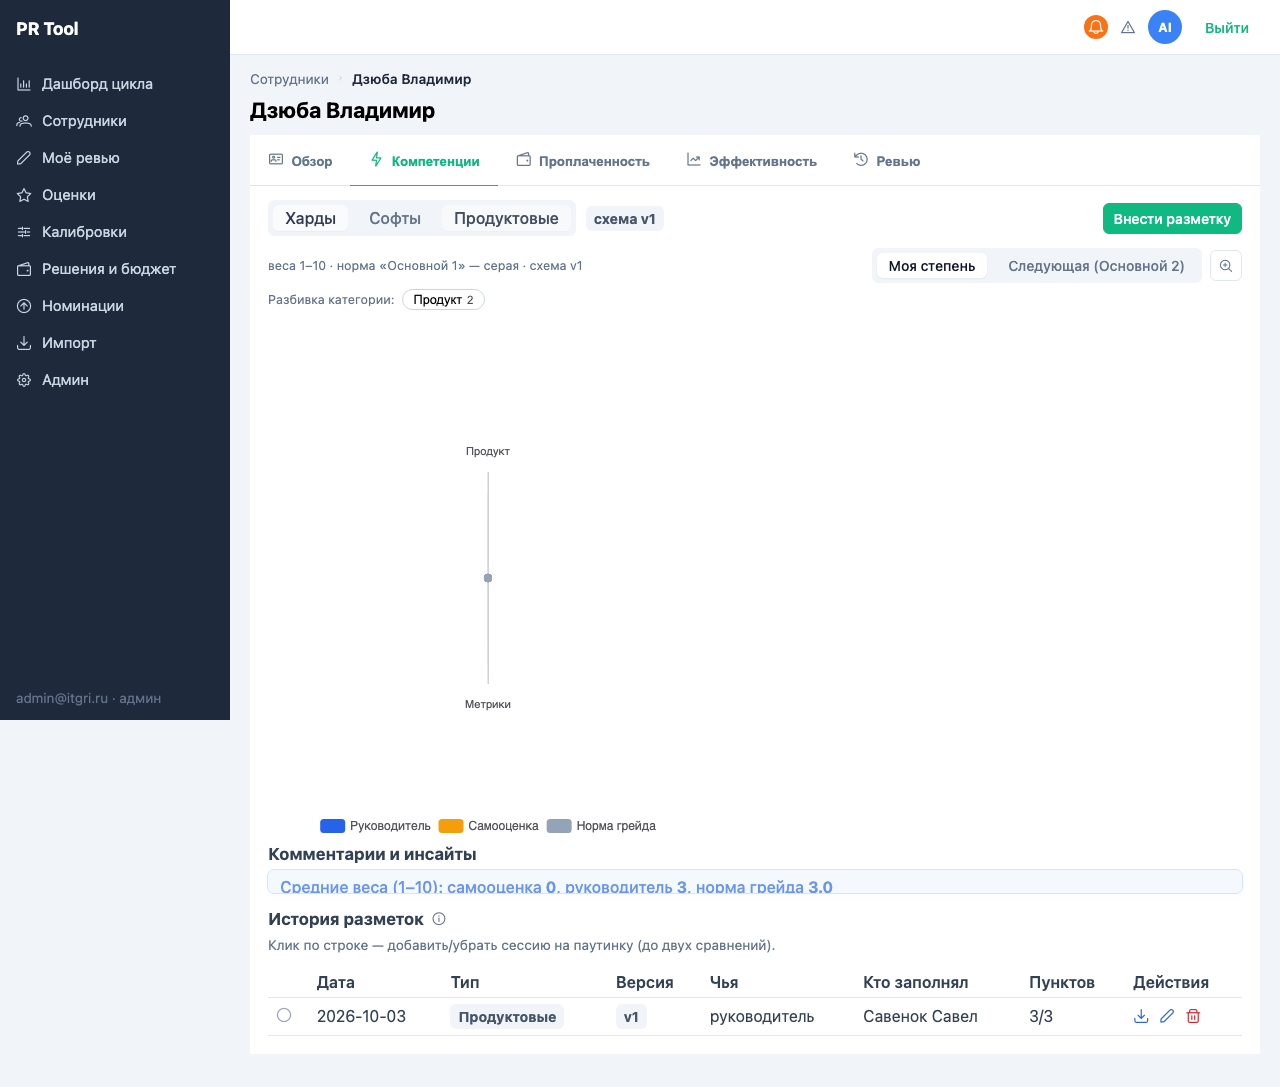 PR Tool
AI
Выйти
Дашборд цикла
Сотрудники
Моё ревью
Оценки
Калибровки
Решения и бюджет
Номинации
Импорт
Админ
admin@itgri.ru · админ
Сотрудники › Дзюба Владимир
Дзюба Владимир
Обзор Компетенции Проплаченность Эффективность Ревью
Харды Софты Продуктовые схема v1 Внести разметку
веса 1–10 · норма «Основной 1» — серая · схема v1 Моя степень Следующая (Основной 2)
Разбивка категории: Продукт 2
Продукт
Метрики
Руководитель Самооценка Норма грейда
Комментарии и инсайты
Средние веса (1–10): самооценка 0, руководитель 3, норма грейда 3.0
История разметок
Клик по строке — добавить/убрать сессию на паутинку (до двух сравнений).
Дата Тип Версия Чья Кто заполнял Пунктов Действия
2026-10-03 Продуктовые v1 руководитель Савенок Савел 3/3